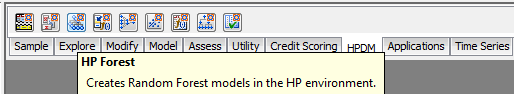 Sample Explore Modify Model Assess Utility Credit Scoring HPDM Applications Time Series
HP Forest
Creates Random Forest models in the HP environment.